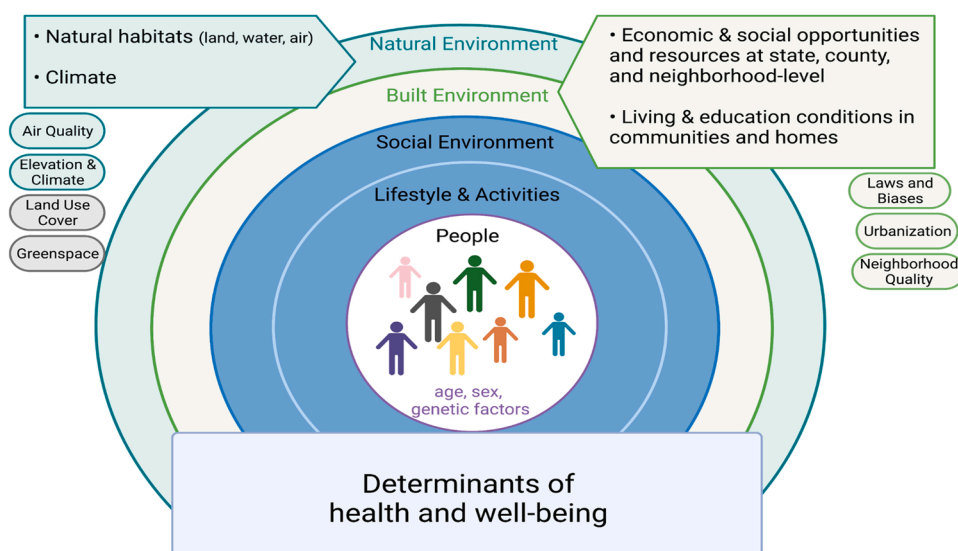 • Natural habitats (land, water, air)
• Climate
Air Quality
Elevation &
Climate
Land Use
Cover
Greenspace
Natural Environment
Built Environment
Social Environment
Lifestyle & Activities
People
age, sex,
genetic factors
• Economic & social opportunities
and resources at state, county,
and neighborhood-level
• Living & education conditions in
communities and homes
Laws and
Biases
Urbanization
Neighborhood
Quality
Determinants of
health and well-being